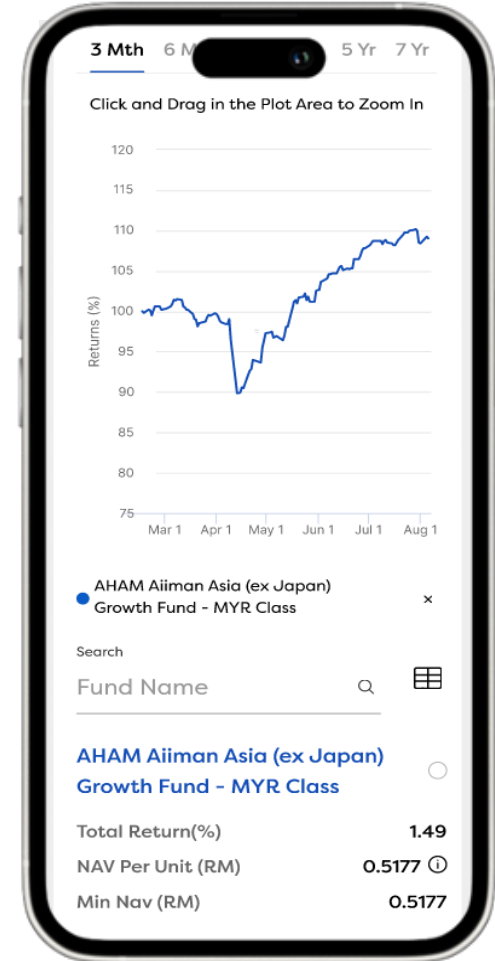 3 Mth 6 M 5 Yr 7 Yr
Click and Drag in the Plot Area to Zoom In
120
115
110
105
100
95
90
85
80
75
Returns (%)
Mar 1 Apr 1 May 1 Jun 1 Jul 1 Aug 1
AHAM Aiiman Asia (ex Japan)
Growth Fund - MYR Class ×
Search
Fund Name
AHAM Aiiman Asia (ex Japan)
Growth Fund - MYR Class
Total Return(%) 1.49
NAV Per Unit (RM) 0.5177
Min Nav (RM) 0.5177